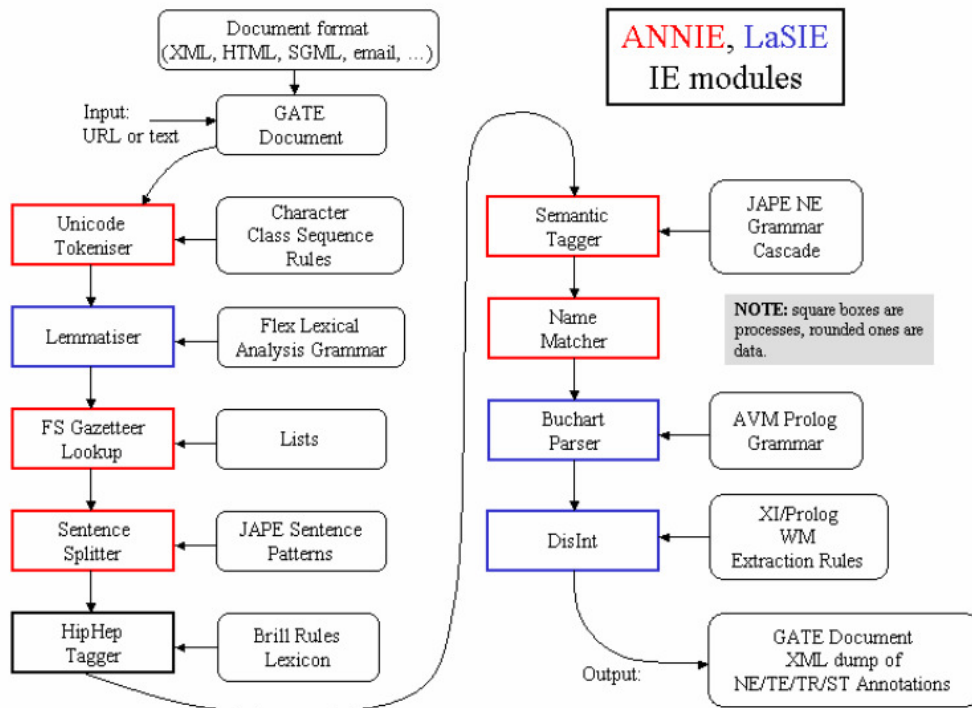 Document format
(XML, HTML, SGML, email, ...)
Input:
URL or text
GATE
Document
ANNIE, LaSIE
IE modules
Unicode
Tokeniser
Character
Class Sequence
Rules
Lemmatiser
Flex Lexical
Analysis Grammar
FS Gazetteer
Lookup
Lists
Sentence
Splitter
JAPE Sentence
Patterns
HipHep
Tagger
Brill Rules
Lexicon
Semantic
Tagger
JAPE NE
Grammar
Cascade
NOTE: square boxes are
processes, rounded ones are
data.
Name
Matcher
Buchart
Parser
AVM Prolog
Grammar
DisInt
XI/Prolog
WM
Extraction Rules
Output:
GATE Document
XML dump of
NE/TE/TR/ST Annotations